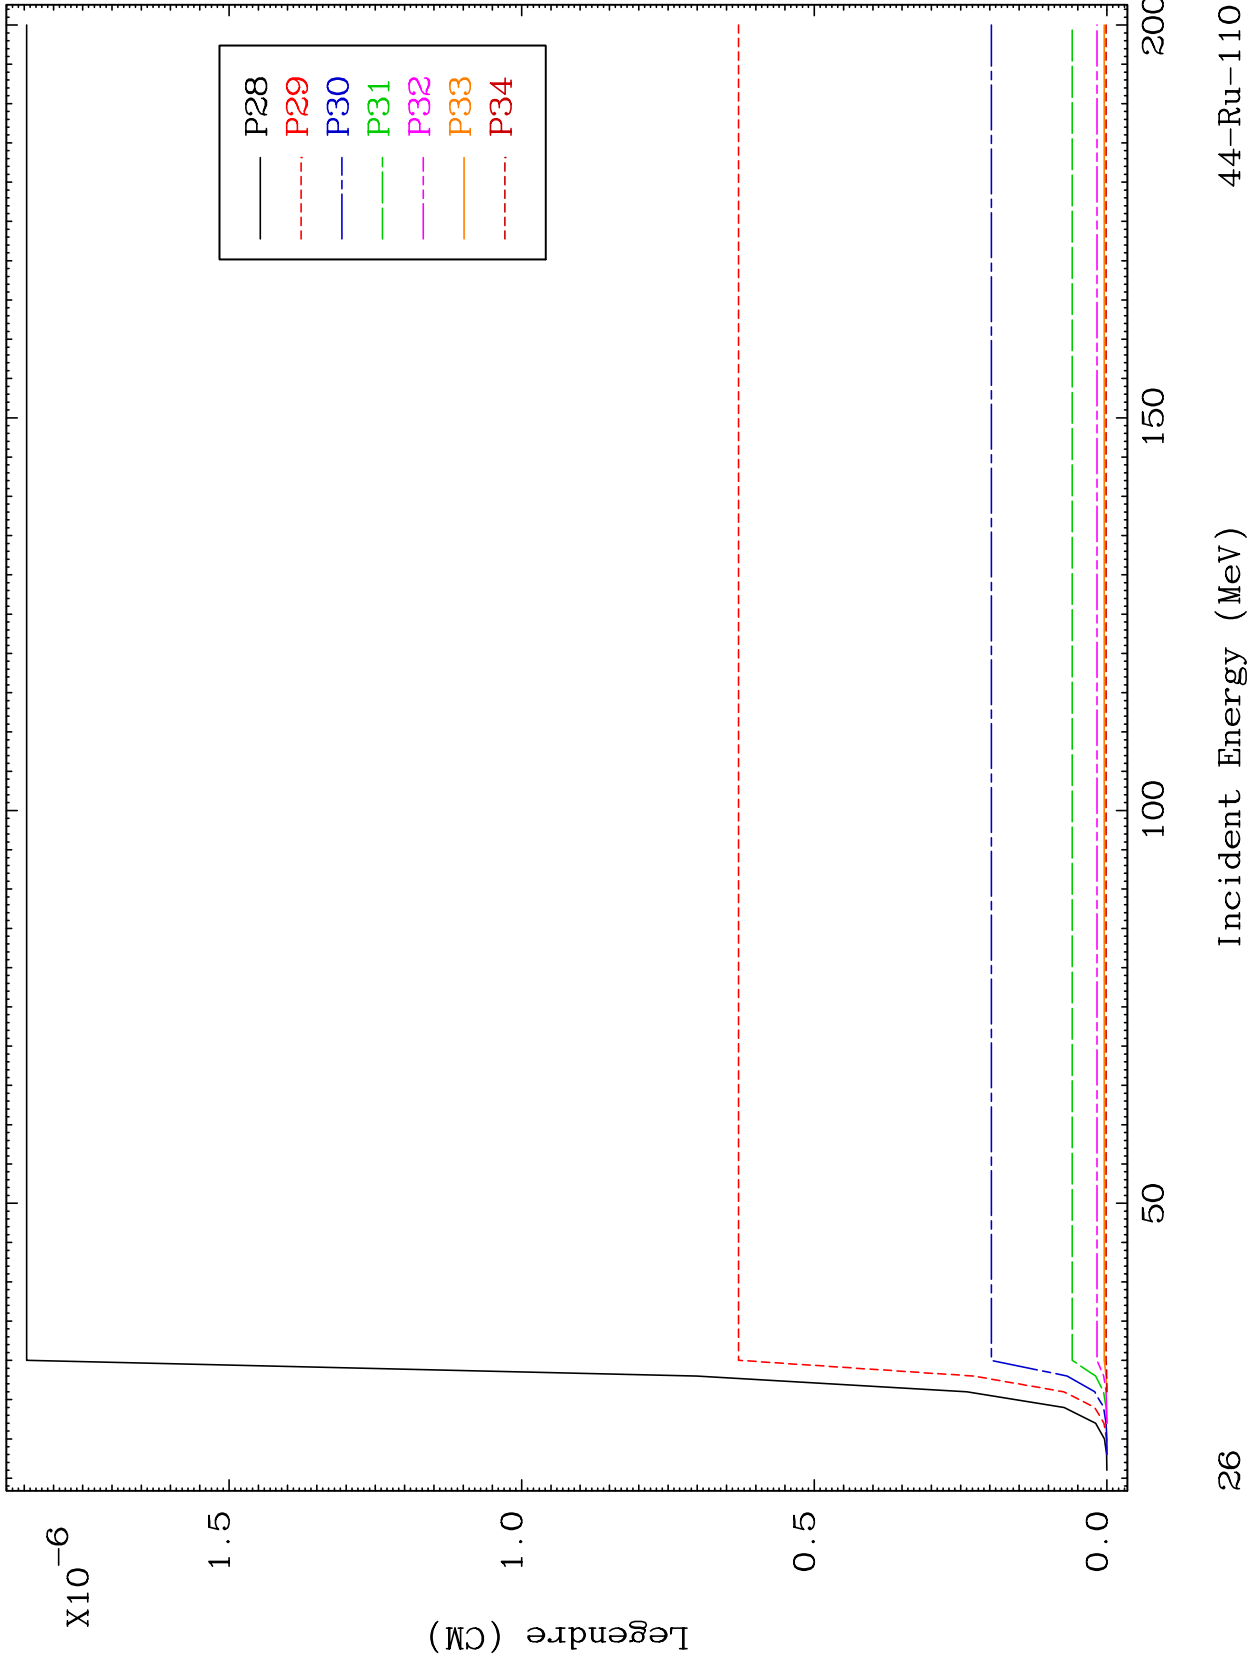 X10-6
1.5
1.0
0.5
0.0
Legendre (CM)
P28
P29
P30
P31
P32
P33
P34
50
100
150
200
Incident Energy (MeV)
26
44-Ru-110